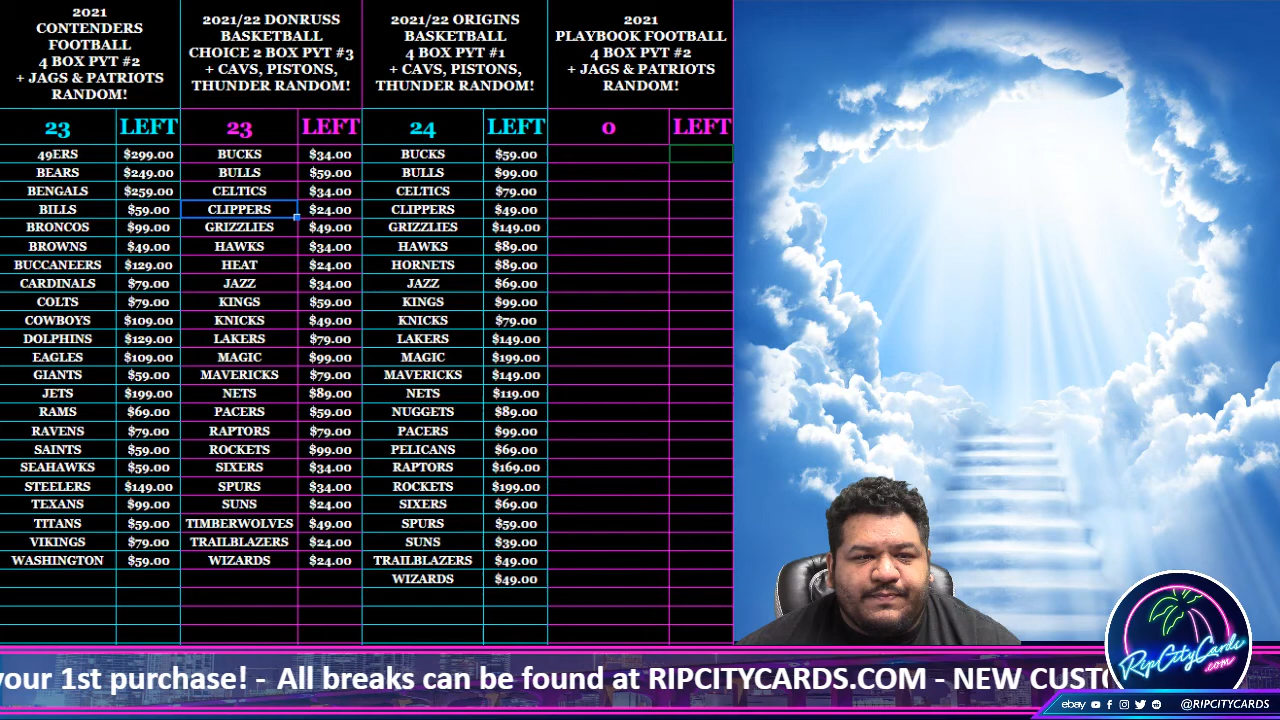 2021
CONTENDERS
FOOTBALL
4 BOX PYT #2
+ JAGS & PATRIOTS
RANDOM!
2021/22 DONRUSS
BASKETBALL
CHOICE 2 BOX PYT #3
+ CAVS, PISTONS,
THUNDER RANDOM!
2021/22 ORIGINS
BASKETBALL
4 BOX PYT #1
+ CAVS, PISTONS,
THUNDER RANDOM!
2021
PLAYBOOK FOOTBALL
4 BOX PYT #2
+ JAGS & PATRIOTS
RANDOM!
23 LEFT 23 LEFT 24 LEFT 0 LEFT
49ERS $299.00 BUCKS $34.00 BUCKS $59.00
BEARS $249.00 BULLS $59.00 BULLS $99.00
BENGALS $259.00 CELTICS $34.00 CELTICS $79.00
BILLS $59.00 CLIPPERS $24.00 CLIPPERS $49.00
BRONCOS $99.00 GRIZZLIES $49.00 GRIZZLIES $149.00
BROWNS $49.00 HAWKS $34.00 HAWKS $89.00
BUCCANEERS $129.00 HEAT $24.00 HORNETS $89.00
CARDINALS $79.00 JAZZ $34.00 JAZZ $69.00
COLTS $79.00 KINGS $59.00 KINGS $99.00
COWBOYS $109.00 KNICKS $49.00 KNICKS $79.00
DOLPHINS $129.00 LAKERS $79.00 LAKERS $149.00
EAGLES $109.00 MAGIC $99.00 MAGIC $199.00
GIANTS $59.00 MAVERICKS $79.00 MAVERICKS $149.00
JETS $199.00 NETS $89.00 NETS $119.00
RAMS $69.00 PACERS $59.00 NUGGETS $89.00
RAVENS $79.00 RAPTORS $79.00 PACERS $99.00
SAINTS $59.00 ROCKETS $99.00 PELICANS $69.00
SEAHAWKS $59.00 SIXERS $34.00 RAPTORS $169.00
STEELERS $149.00 SPURS $34.00 ROCKETS $199.00
TEXANS $99.00 SUNS $24.00 SIXERS $69.00
TITANS $59.00 TIMBERWOLVES $49.00 SPURS $59.00
VIKINGS $79.00 TRAILBLAZERS $24.00 SUNS $39.00
WASHINGTON $59.00 WIZARDS $24.00 TRAILBLAZERS $49.00
WIZARDS $49.00
your 1st purchase! - All breaks can be found at RIPCITYCARDS.COM - NEW CUSTO
RipCityCards
.com
ebay @RIPCITYCARDS